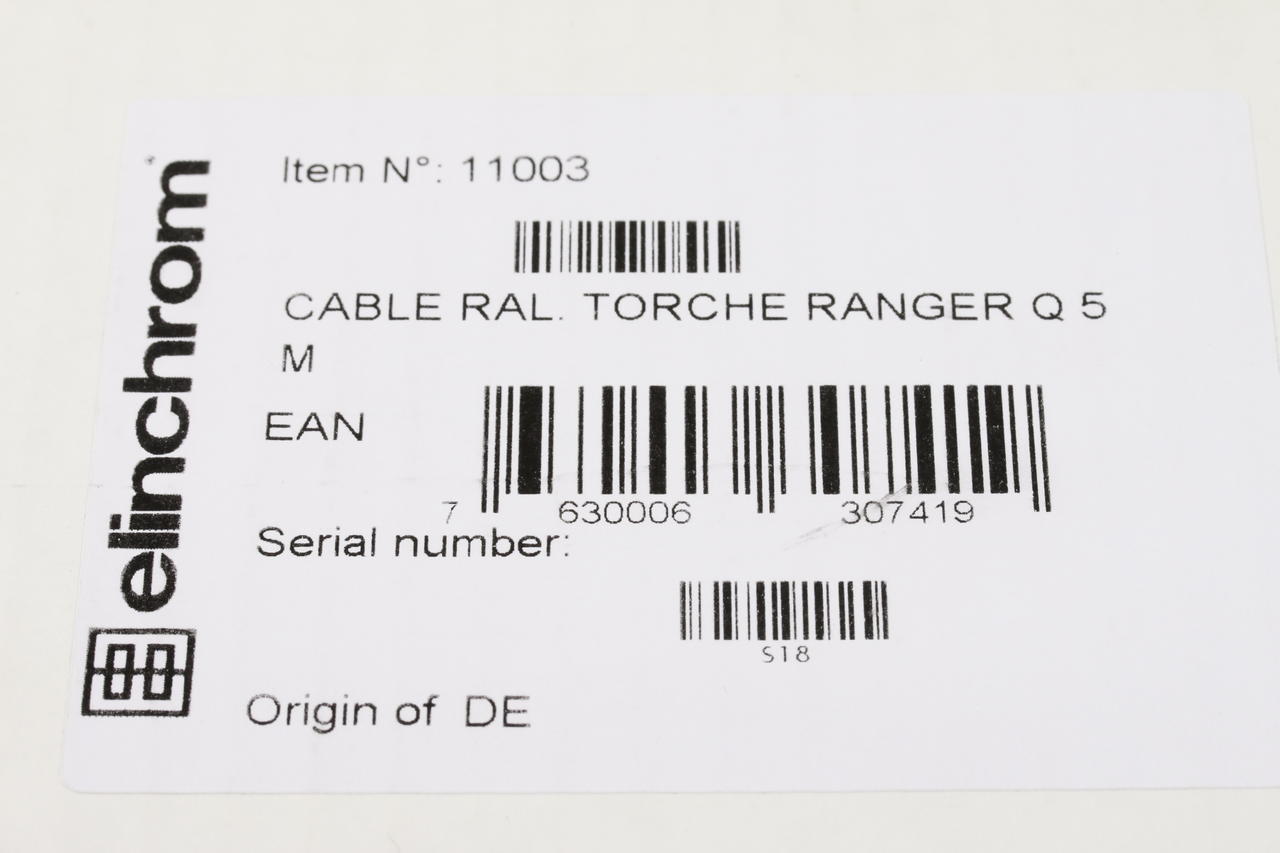 elinchrom
Item N°: 11003
CABLE RAL. TORCHE RANGER Q 5
M
EAN
7 630006 307419
Serial number:
S18
Origin of DE